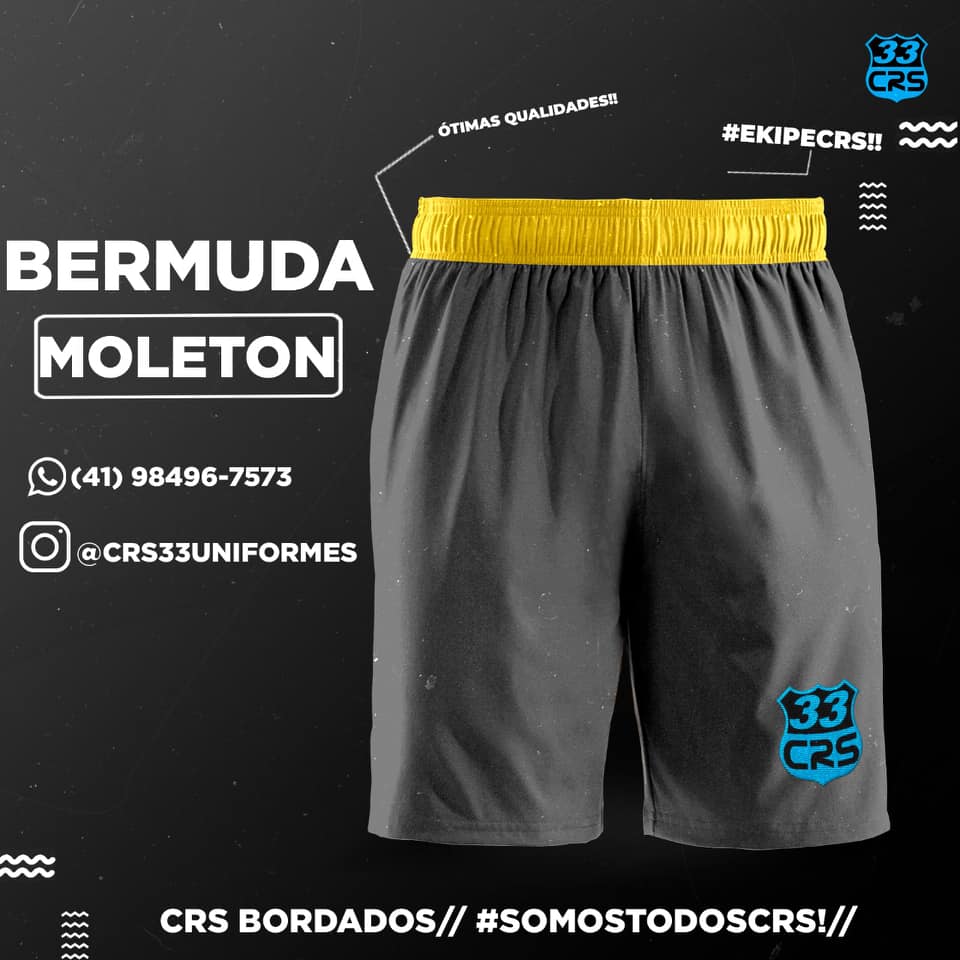 33
CRS
ÓTIMAS QUALIDADES!!
#EKIPECRS!!
BERMUDA
MOLETON
(41) 98496-7573
@CRS33UNIFORMES
33
CRS
CRS BORDADOS// #SOMOSTODOSCRS!//